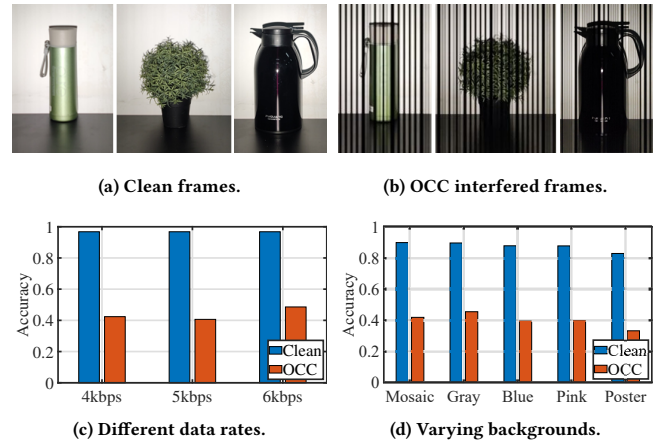 (a) Clean frames.
(b) OCC interfered frames.
1
0.8
0.6
0.4
0.2
0
Accuracy
Clean
OCC
4kbps 5kbps 6kbps
(c) Different data rates.
1
0.8
0.6
0.4
0.2
0
Accuracy
Clean
OCC
Mosaic Gray Blue Pink Poster
(d) Varying backgrounds.